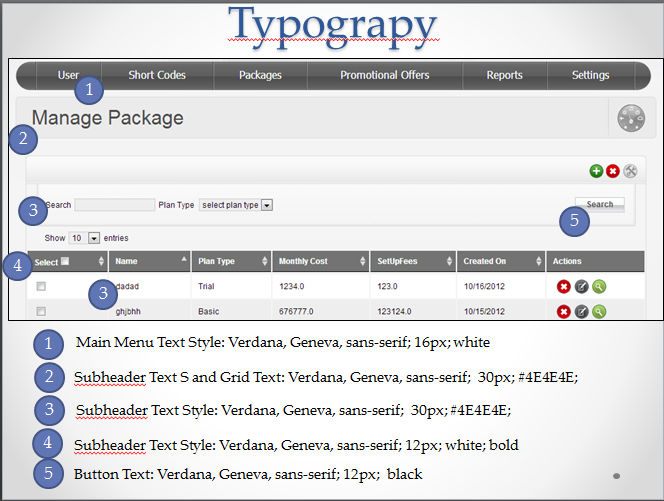 Typograpy
User Short Codes Packages Promotional Offers Reports Settings
1
Manage Package
2
3 Search Plan Type select plan type Search
5
Show 10 entries
4 Select Name Plan Type Monthly Cost SetUpFees Created On Actions
dadad Trial 1234.0 123.0 10/16/2012
3
ghjbhh Basic 676777.0 123124.0 10/15/2012
1 Main Menu Text Style: Verdana, Geneva, sans-serif; 16px; white
2 Subheader Text S and Grid Text: Verdana, Geneva, sans-serif; 30px; #4E4E4E;
3 Subheader Text Style: Verdana, Geneva, sans-serif; 30px; #4E4E4E;
4 Subheader Text Style: Verdana, Geneva, sans-serif; 12px; white; bold
5 Button Text: Verdana, Geneva, sans-serif; 12px; black